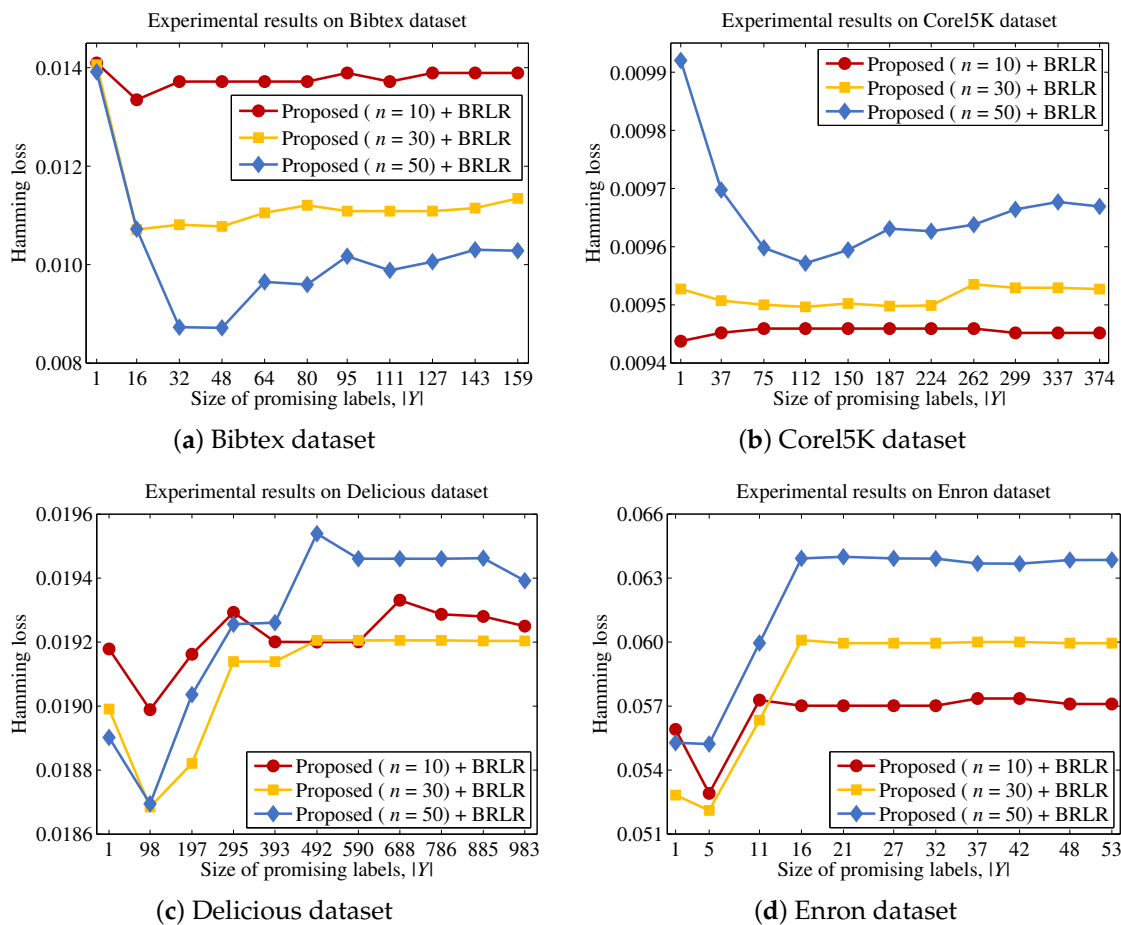 Experimental results on Bibtex dataset
0.014
0.012
0.010
0.008
Hamming loss
Proposed ( n = 10) + BRLR
Proposed ( n = 30) + BRLR
Proposed ( n = 50) + BRLR
1 16 32 48 64 80 95 111 127 143 159
Size of promising labels, |Y|
(a) Bibtex dataset
Experimental results on Corel5K dataset
0.0099
0.0098
0.0097
0.0096
0.0095
0.0094
Hamming loss
Proposed ( n = 10) + BRLR
Proposed ( n = 30) + BRLR
Proposed ( n = 50) + BRLR
1 37 75 112 150 187 224 262 299 337 374
Size of promising labels, |Y|
(b) Corel5K dataset
Experimental results on Delicious dataset
0.0196
0.0194
0.0192
0.0190
0.0188
0.0186
Hamming loss
Proposed ( n = 10) + BRLR
Proposed ( n = 30) + BRLR
Proposed ( n = 50) + BRLR
1 98 197 295 393 492 590 688 786 885 983
Size of promising labels, |Y|
(c) Delicious dataset
Experimental results on Enron dataset
0.066
0.063
0.060
0.057
0.054
0.051
Hamming loss
Proposed ( n = 10) + BRLR
Proposed ( n = 30) + BRLR
Proposed ( n = 50) + BRLR
1 5 11 16 21 27 32 37 42 48 53
Size of promising labels, |Y|
(d) Enron dataset